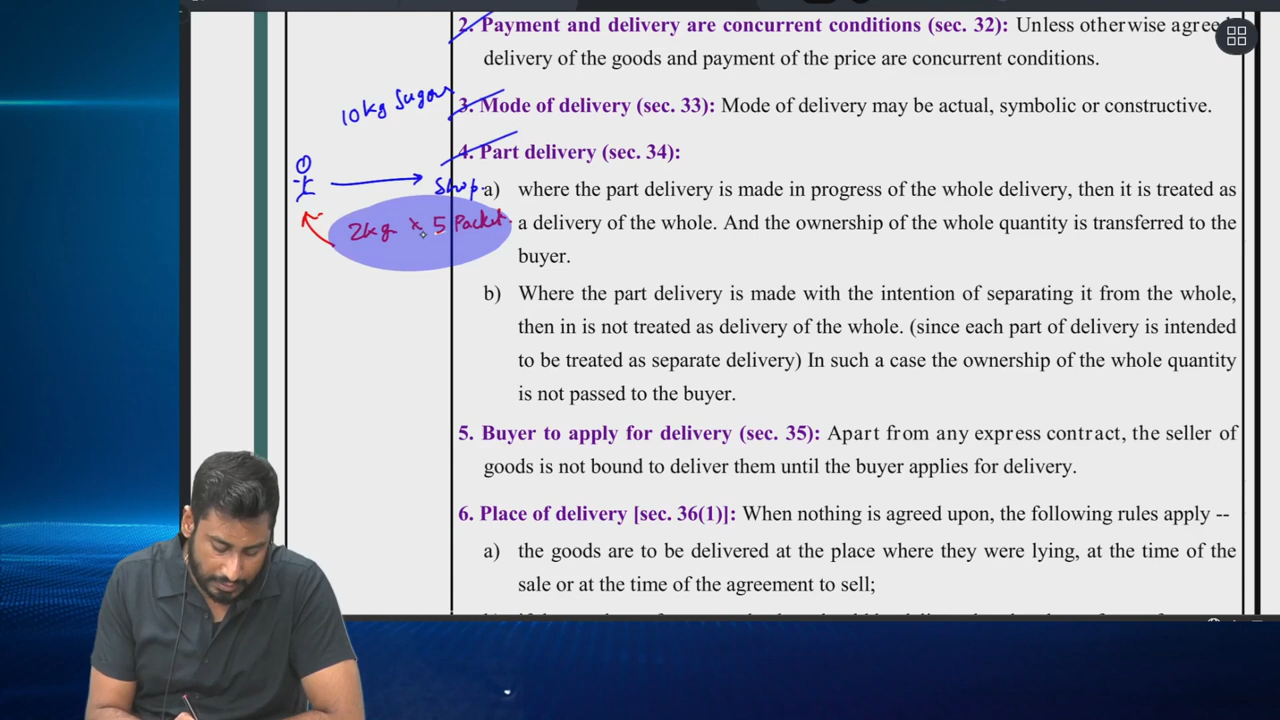 2. Payment and delivery are concurrent conditions (sec. 32): Unless otherwise agreed
delivery of the goods and payment of the price are concurrent conditions.
10kg Sugar
3. Mode of delivery (sec. 33): Mode of delivery may be actual, symbolic or constructive.
4. Part delivery (sec. 34):
Shop
a) where the part delivery is made in progress of the whole delivery, then it is treated as
2kg × 5 Packet
a delivery of the whole. And the ownership of the whole quantity is transferred to the
buyer.
b) Where the part delivery is made with the intention of separating it from the whole,
then in is not treated as delivery of the whole. (since each part of delivery is intended
to be treated as separate delivery) In such a case the ownership of the whole quantity
is not passed to the buyer.
5. Buyer to apply for delivery (sec. 35): Apart from any express contract, the seller of
goods is not bound to deliver them until the buyer applies for delivery.
6. Place of delivery [sec. 36(1)]: When nothing is agreed upon, the following rules apply --
a) the goods are to be delivered at the place where they were lying, at the time of the
sale or at the time of the agreement to sell;